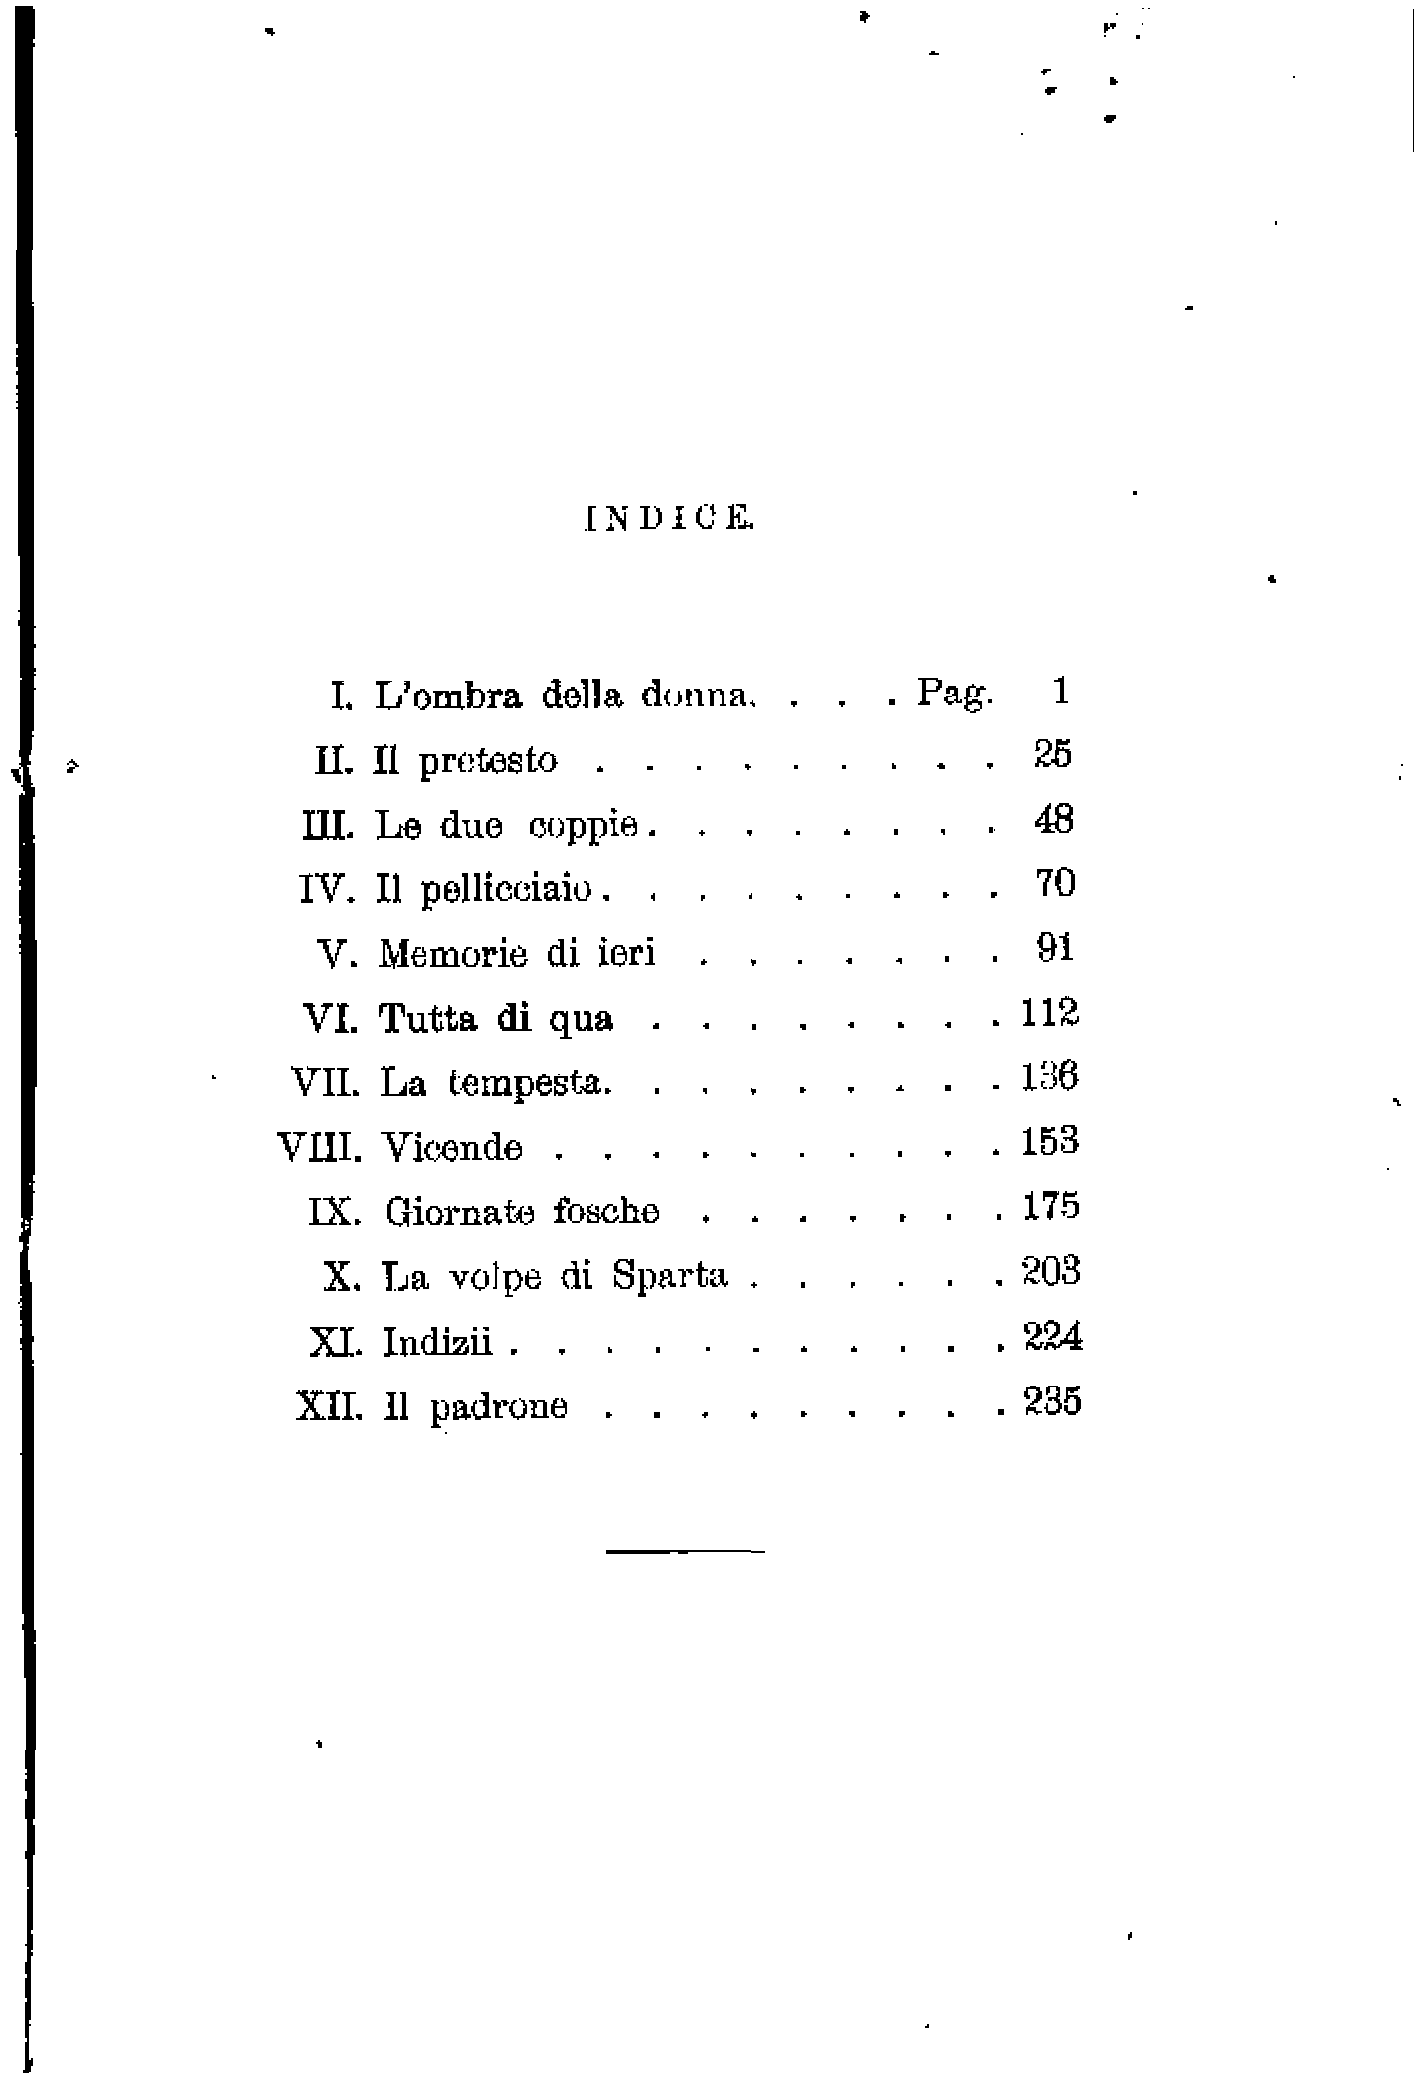 INDICE.
I. L'ombra della donna. . . . Pag. 1
II. Il pretesto . . . . . . . . . 25
III. Le due coppie . . . . . . . . 48
IV. Il pellicciaio . . . . . . . . . 70
V. Memorie di ieri . . . . . . . 91
VI. Tutta di qua . . . . . . . . 112
VII. La tempesta. . . . . . . . . 136
VIII. Vicende . . . . . . . . . . 153
IX. Giornate fosche . . . . . . . 175
X. La volpe di Sparta . . . . . . 203
XI. Indizii . . . . . . . . . . . 224
XII. Il padrone . . . . . . . . . 235